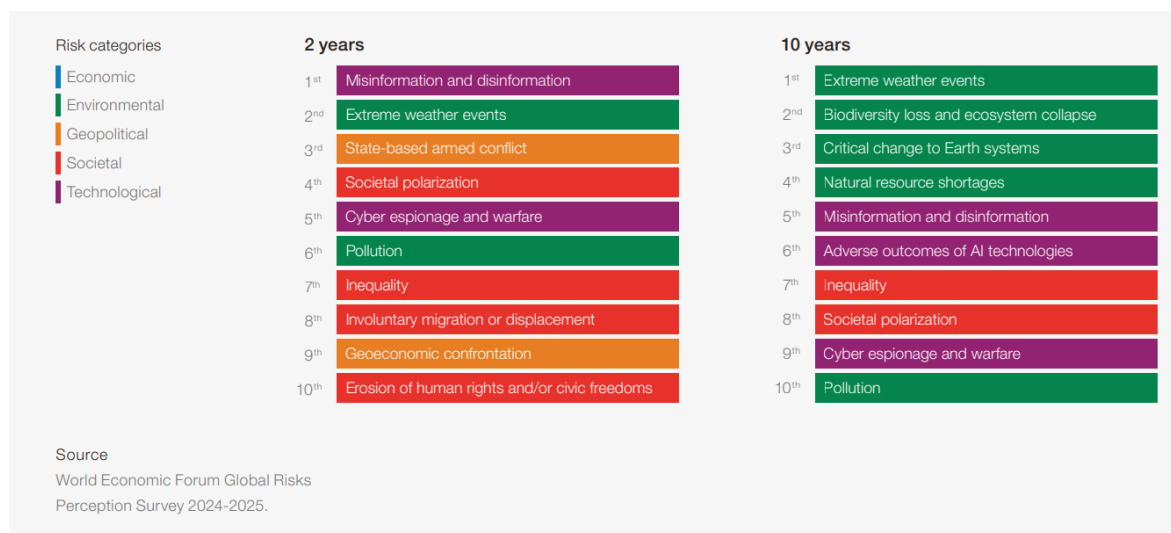 Risk categories
Economic
Environmental
Geopolitical
Societal
Technological
2 years
1st Misinformation and disinformation
2nd Extreme weather events
3rd State-based armed conflict
4th Societal polarization
5th Cyber espionage and warfare
6th Pollution
7th Inequality
8th Involuntary migration or displacement
9th Geoeconomic confrontation
10th Erosion of human rights and/or civic freedoms
10 years
1st Extreme weather events
2nd Biodiversity loss and ecosystem collapse
3rd Critical change to Earth systems
4th Natural resource shortages
5th Misinformation and disinformation
6th Adverse outcomes of AI technologies
7th Inequality
8th Societal polarization
9th Cyber espionage and warfare
10th Pollution
Source
World Economic Forum Global Risks
Perception Survey 2024-2025.